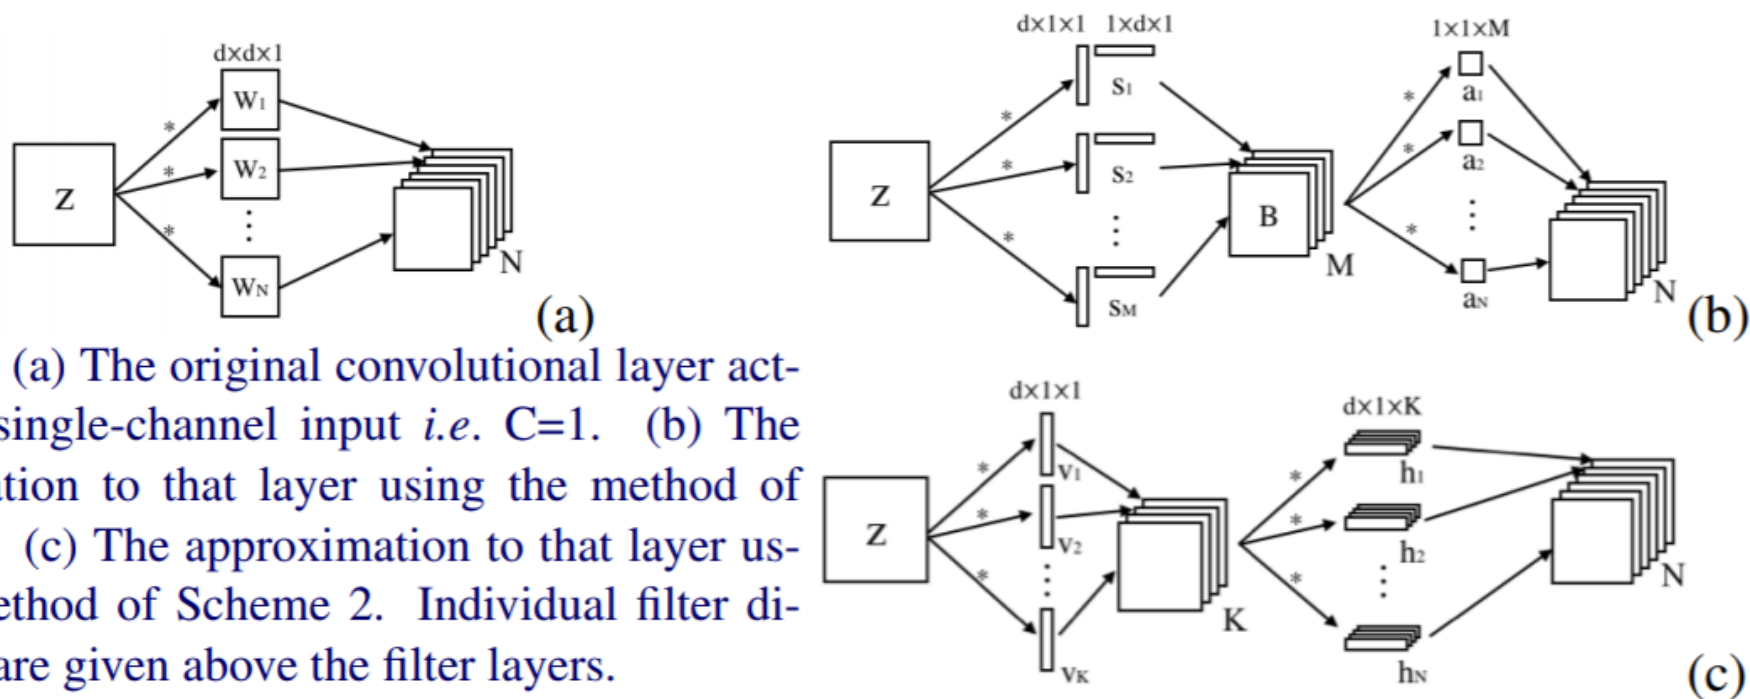 d×d×1
W1
*
Z
*
W2
*
WN
N
(a)
d×1×1 1×d×1
S1
*
Z
*
S2
*
SM
B
M
1×1×M
*
a1
*
a2
*
aN
N
(b)
(a) The original convolutional layer act-
single-channel input i.e. C=1. (b) The
ation to that layer using the method of
(c) The approximation to that layer us-
ethod of Scheme 2. Individual filter di-
are given above the filter layers.
d×1×1
*
v1
Z
*
v2
*
vK
K
d×1×K
*
h1
*
h2
*
hN
N
(c)